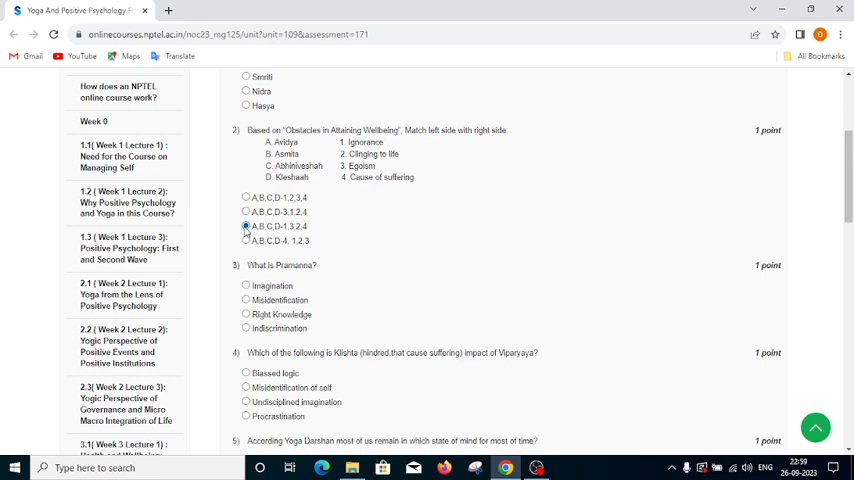 Yoga And Positive Psychology F
onlinecourses.nptel.ac.in/noc23_mg125/unit?unit=109&assessment=171
Gmail
YouTube
Maps
Translate
All Bookmarks
How does an NPTEL
online course work?
Week 0
1.1( Week 1 Lecture 1) :
Need for the Course on
Managing Self
1.2 ( Week 1 Lecture 2):
Why Positive Psychology
and Yoga in this Course?
1.3 ( Week 1 Lecture 3):
Positive Psychology: First
and Second Wave
2.1 ( Week 2 Lecture 1):
Yoga from the Lens of
Positive Psychology
2.2 ( Week 2 Lecture 2):
Yogic Perspective of
Positive Events and
Positive Institutions
2.3( Week 2 Lecture 3):
Yogic Perspective of
Governance and Micro
Macro Integration of Life
3.1( Week 3 Lecture 1) :
Smriti
Nidra
Hasya
2) Based on "Obstacles in Attaining Wellbeing", Match left side with right side: 1 point
A. Avidya 1. Ignorance
B. Asmita 2. Clinging to life
C. Abhiniveshah 3. Egoism
D. Kleshaah 4. Cause of suffering.
A,B,C,D-1,2,3,4
A,B,C,D-3,1,2,4
A,B,C,D-1,3,2,4
A,B,C,D-4, 1,2,3
3) What is Pramanna? 1 point
Imagination
Misidentification
Right Knowledge
Indiscrimination
4) Which of the following is Klishta (hindred,that cause suffering) impact of Viparyaya? 1 point
Biassed logic
Misidentification of self
Undisciplined imagination
Procrastination
5) According Yoga Darshan most of us remain in which state of mind for most of time? 1 point
Type here to search
ENG
22:59
26-09-2023